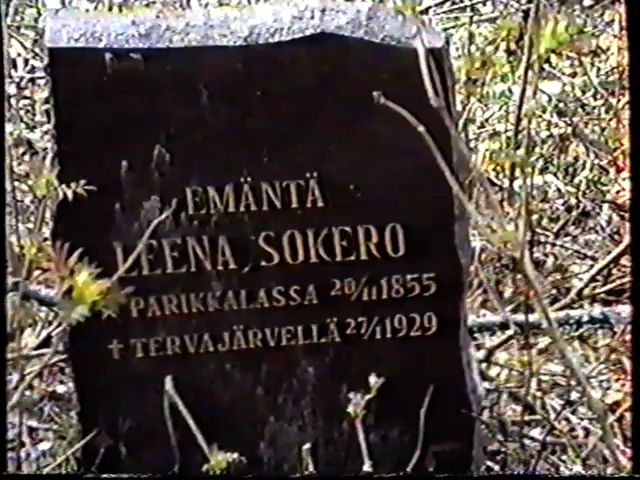 EMÄNTÄ
LEENA SOKERO
* PARIKKALASSA 20/11 1855
✝ TERVAJÄRVELLÄ 27/1 1929